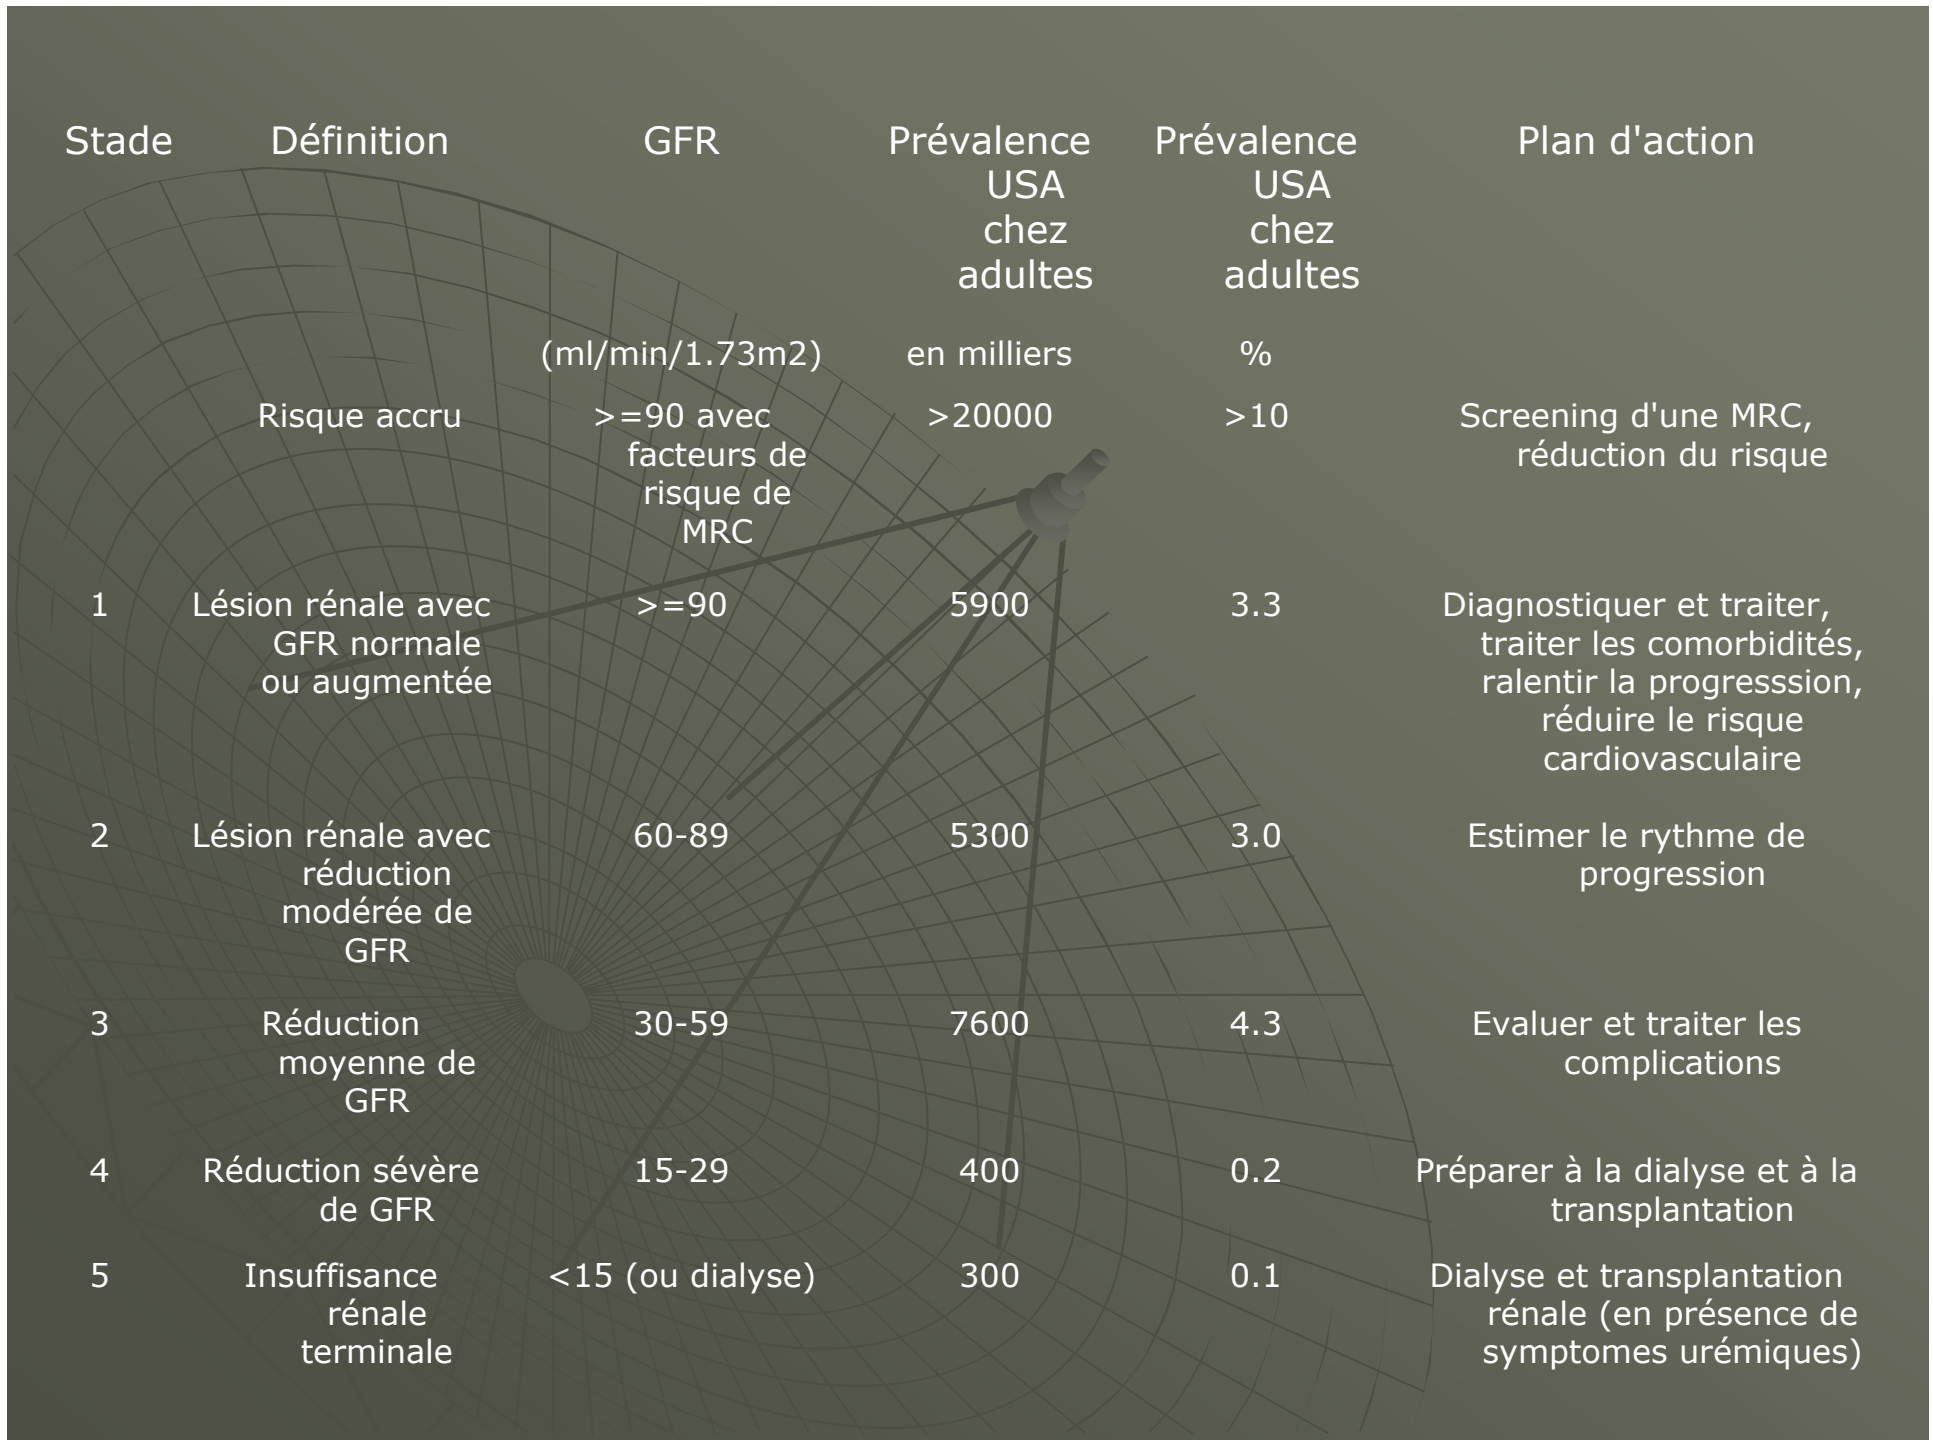 Stade Définition GFR Prévalence Prévalence Plan d'action
USA USA
chez chez
adultes adultes
(ml/min/1.73m2) en milliers %
Risque accru >=90 avec >20000 >10 Screening d'une MRC,
facteurs de réduction du risque
risque de
MRC
1 Lésion rénale avec >=90 5900 3.3 Diagnostiquer et traiter,
GFR normale traiter les comorbidités,
ou augmentée ralentir la progresssion,
réduire le risque
cardiovasculaire
2 Lésion rénale avec 60-89 5300 3.0 Estimer le rythme de
réduction progression
modérée de
GFR
3 Réduction 30-59 7600 4.3 Evaluer et traiter les
moyenne de complications
GFR
4 Réduction sévère 15-29 400 0.2 Préparer à la dialyse et à la
de GFR transplantation
5 Insuffisance <15 (ou dialyse) 300 0.1 Dialyse et transplantation
rénale rénale (en présence de
terminale symptomes urémiques)